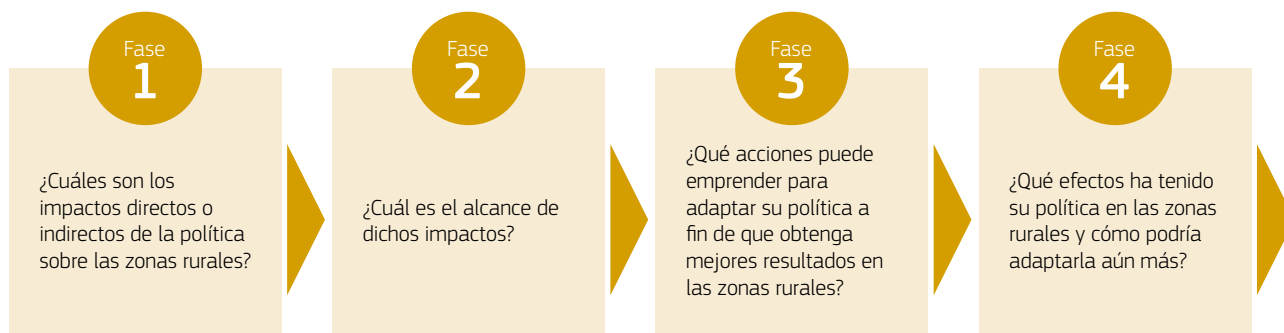 Fase
1
¿Cuáles son los
impactos directos o
indirectos de la política
sobre las zonas rurales?
Fase
2
¿Cuál es el alcance de
dichos impactos?
Fase
3
¿Qué acciones puede
emprender para
adaptar su política a
fin de que obtenga
mejores resultados en
las zonas rurales?
Fase
4
¿Qué efectos ha tenido
su política en las zonas
rurales y cómo podría
adaptarla aún más?